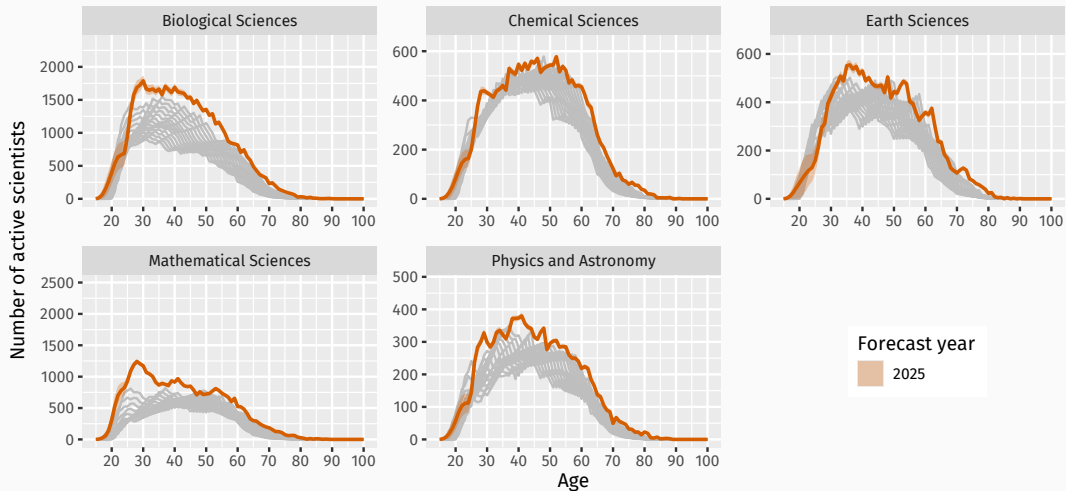 Biological Sciences
Chemical Sciences
Earth Sciences
2000
1500
1000
500
0
600
400
200
0
600
400
200
0
20 30 40 50 60 70 80 90 100
20 30 40 50 60 70 80 90 100
20 30 40 50 60 70 80 90 100
Number of active scientists
Mathematical Sciences
Physics and Astronomy
2500
2000
1500
1000
500
0
500
400
300
200
100
0
20 30 40 50 60 70 80 90 100
20 30 40 50 60 70 80 90 100
Age
Forecast year
2025